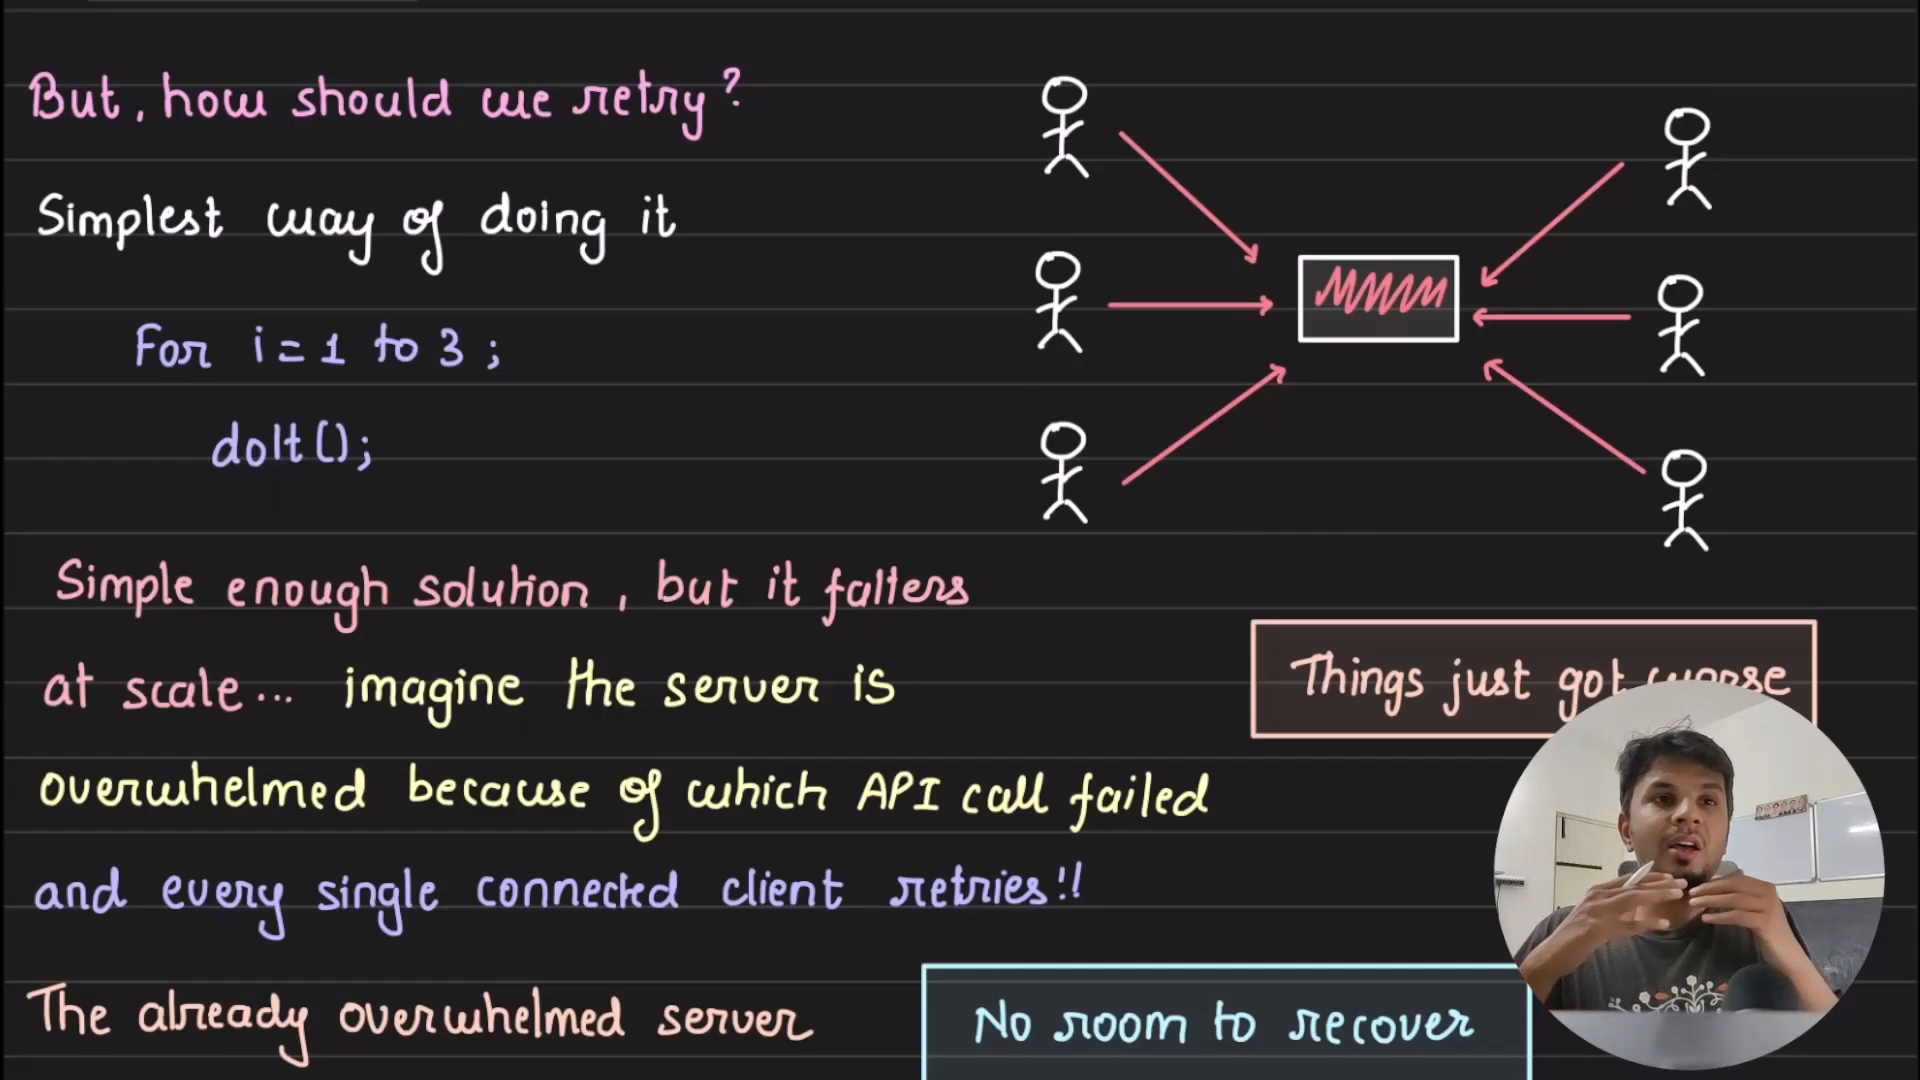 But, how should we retry?
Simplest way of doing it
For i = 1 to 3 ;
doIt();
Simple enough solution, but it falters
at scale... imagine the server is
overwhelmed because of which API call failed
and every single connected client retries!!
The already overwhelmed server
Things just got worse
No room to recover